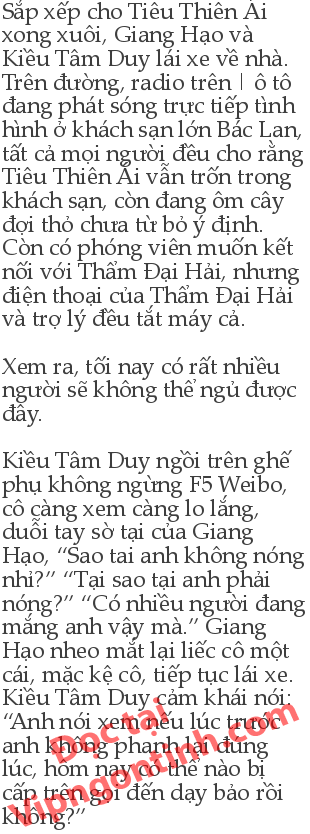 Sắp xếp cho Tiêu Thiên Ái
xong xuôi, Giang Hạo và
Kiều Tâm Duy lái xe về nhà.
Trên đường, radio trên| ô tô
đang phát sóng trực tiếp tình
hình ở khách sạn lớn Bác Lan,
tất cả mọi người đều cho rằng
Tiêu Thiên Ái vẫn trốn trong
khách sạn, còn đang ôm cây
đợi thỏ chưa từ bỏ ý định.
Còn có phóng viên muốn kết
nối với Thẩm Đại Hải, nhưng
điện thoại của Thẩm Đại Hải
và trợ lý đều tắt máy cả.
Xem ra, tối nay có rất nhiều
người sẽ không thể ngủ được
đây.
Kiều Tâm Duy ngồi trên ghế
phụ không ngừng F5 Weibo,
cô càng xem càng lo lắng,
duỗi tay sờ tại của Giang
Hạo, “Sao tai anh không nóng
nhỉ?” “Tại sao tại anh phải
nóng?” “Có nhiều người đang
mắng anh vậy mà.” Giang
Hạo nheo mắt lại liếc cô một
cái, mặc kệ cô, tiếp tục lái xe.
Kiều Tâm Duy cảm khái nói:
“Anh nói xem nếu lúc trước
anh không phanh lại đúng
lúc, hôm nay có thể nào bị
cấp trên gọi đến dạy bảo rồi
không?”
Đọc tại
Vipngontinh.com